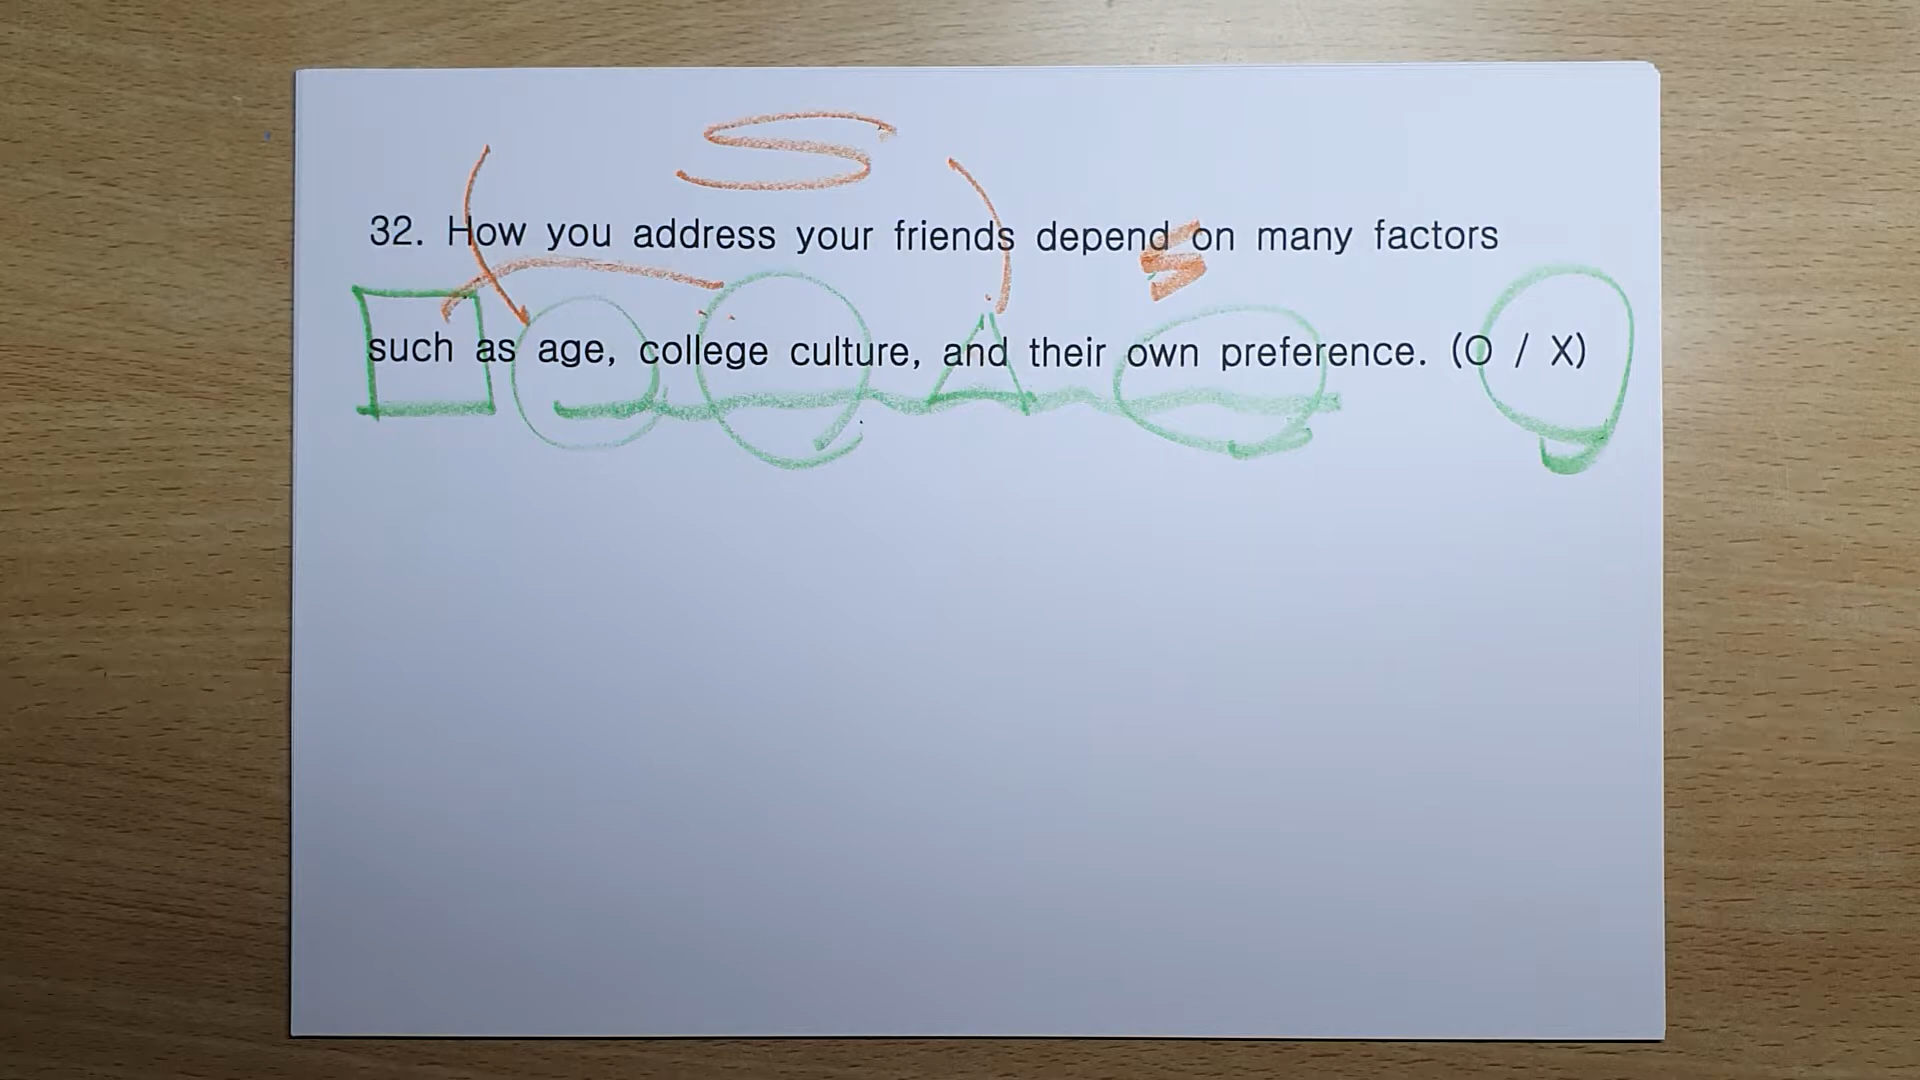 S
32. How you address your friends depend on many factors
s
such as age, college culture, and their own preference. (O / X)